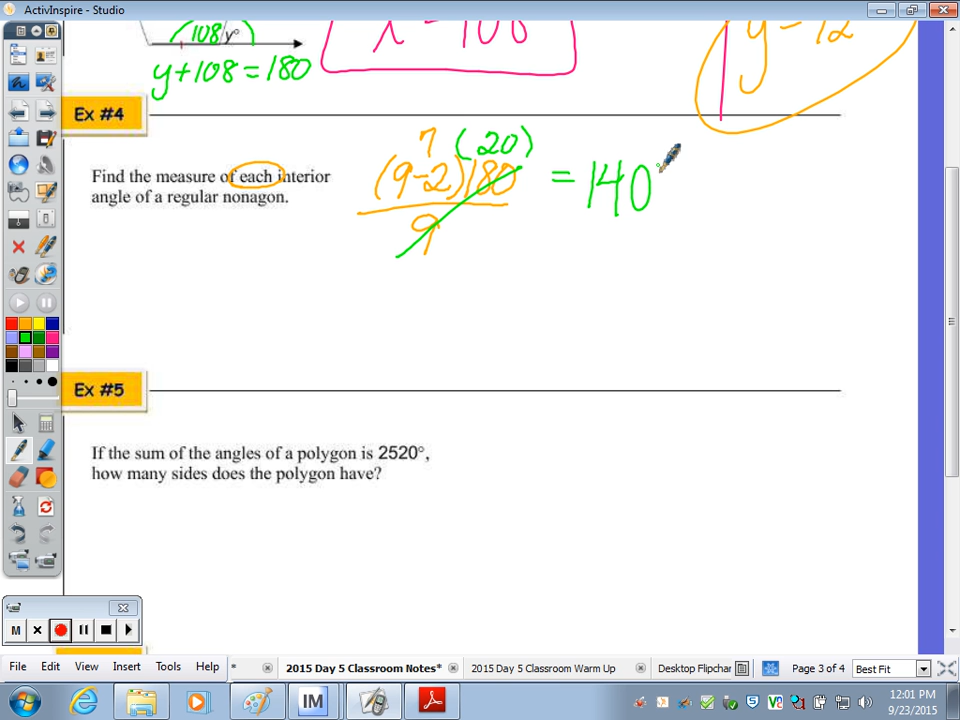 ActivInspire - Studio
108 y°
y+108=180
Ex #4
Find the measure of each interior
angle of a regular nonagon.
7 (20)
(9-2)180 = 140°
9
Ex #5
If the sum of the angles of a polygon is 2520°,
how many sides does the polygon have?
M
File Edit View Insert Tools Help * 2015 Day 5 Classroom Notes* 2015 Day 5 Classroom Warm Up Desktop Flipchar Page 3 of 4 Best Fit
IM
12:01 PM
9/23/2015